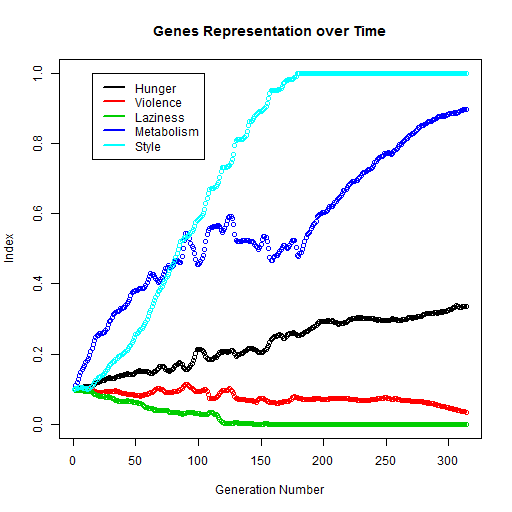 Genes Representation over Time
Hunger
Violence
Laziness
Metabolism
Style
1.0
0.8
0.6
0.4
0.2
0.0
Index
0
50
100
150
200
250
300
Generation Number